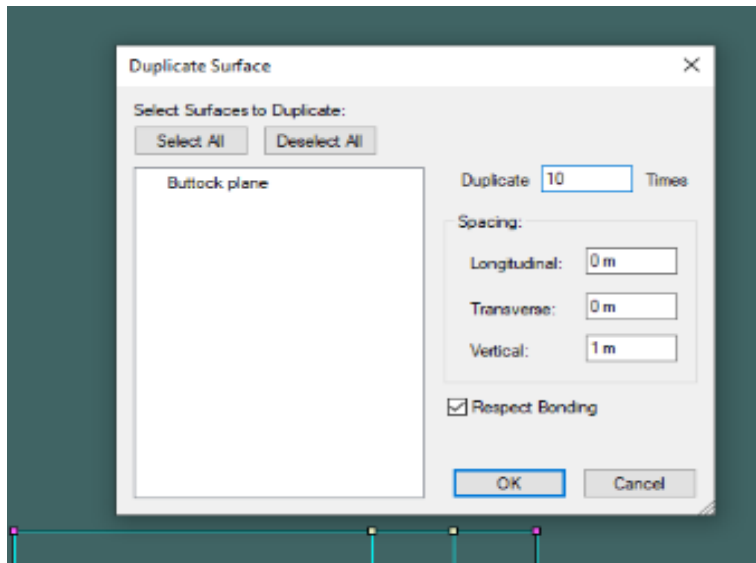 Duplicate Surface
Select Surfaces to Duplicate:
Select All Deselect All
Buttock plane
Duplicate 10 Times
Spacing:
Longitudinal: 0 m
Transverse: 0 m
Vertical: 1 m
Respect Bonding
OK Cancel